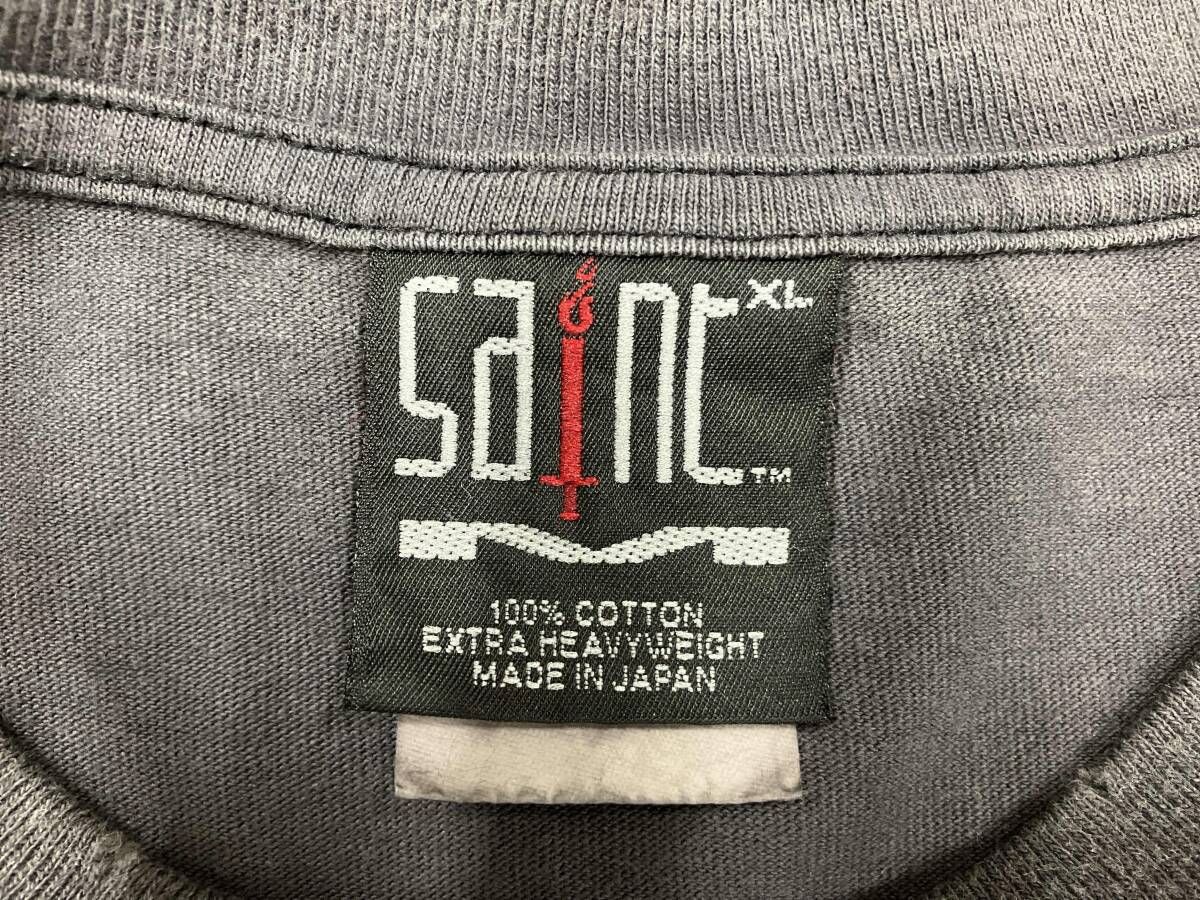 saint XL
TM
100% COTTON
EXTRA HEAVYWEIGHT
MADE IN JAPAN